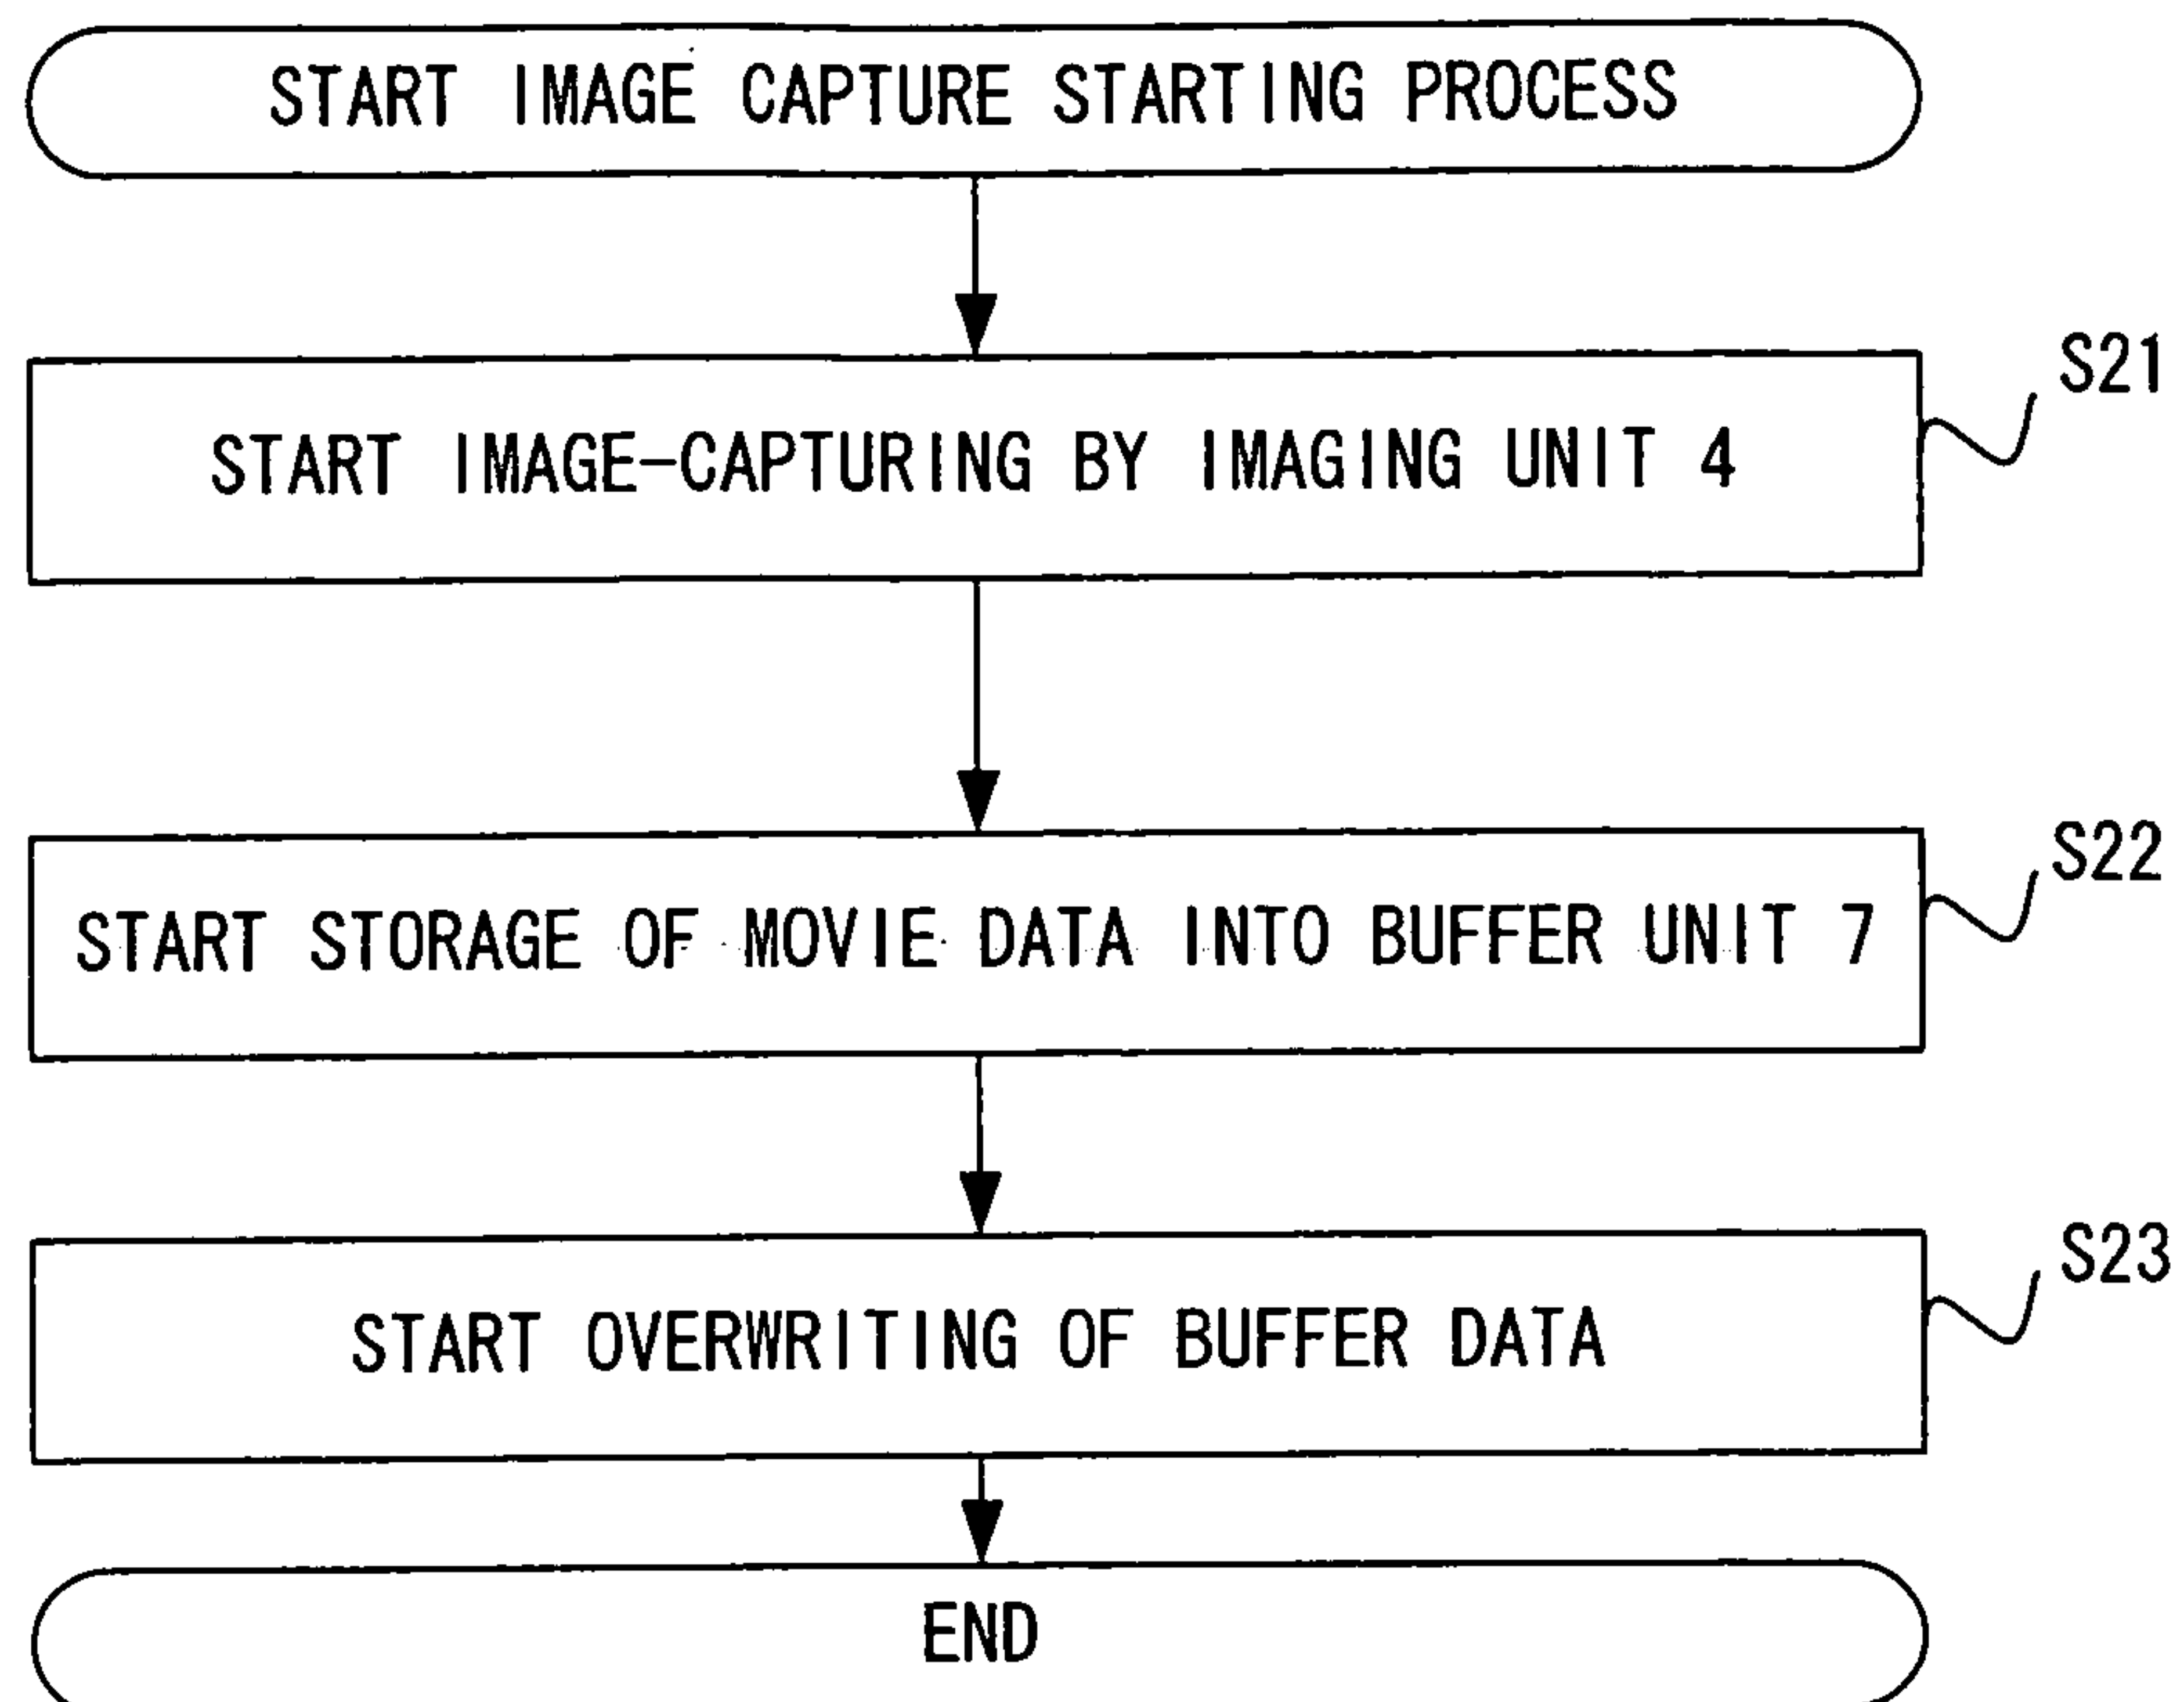 START IMAGE CAPTURE STARTING PROCESS
S21
START IMAGE-CAPTURING BY IMAGING UNIT 4
S22
START STORAGE OF MOVIE DATA INTO BUFFER UNIT 7
S23
START OVERWRITING OF BUFFER DATA
END